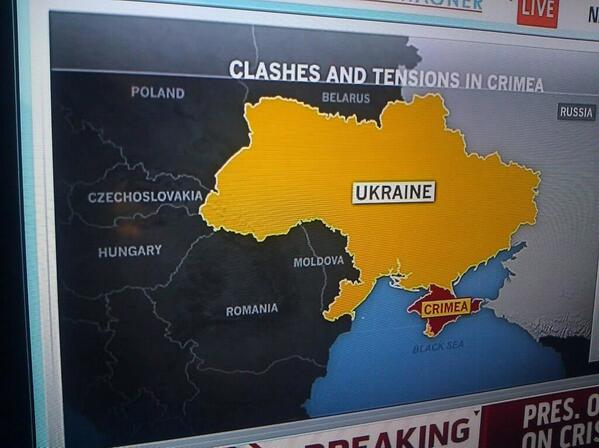 LIVE
CLASHES AND TENSIONS IN CRIMEA
POLAND
BELARUS
RUSSIA
UKRAINE
CZECHOSLOVAKIA
HUNGARY
MOLDOVA
ROMANIA
CRIMEA
BLACK SEA
BREAKING
PRES. O
ON CRIS